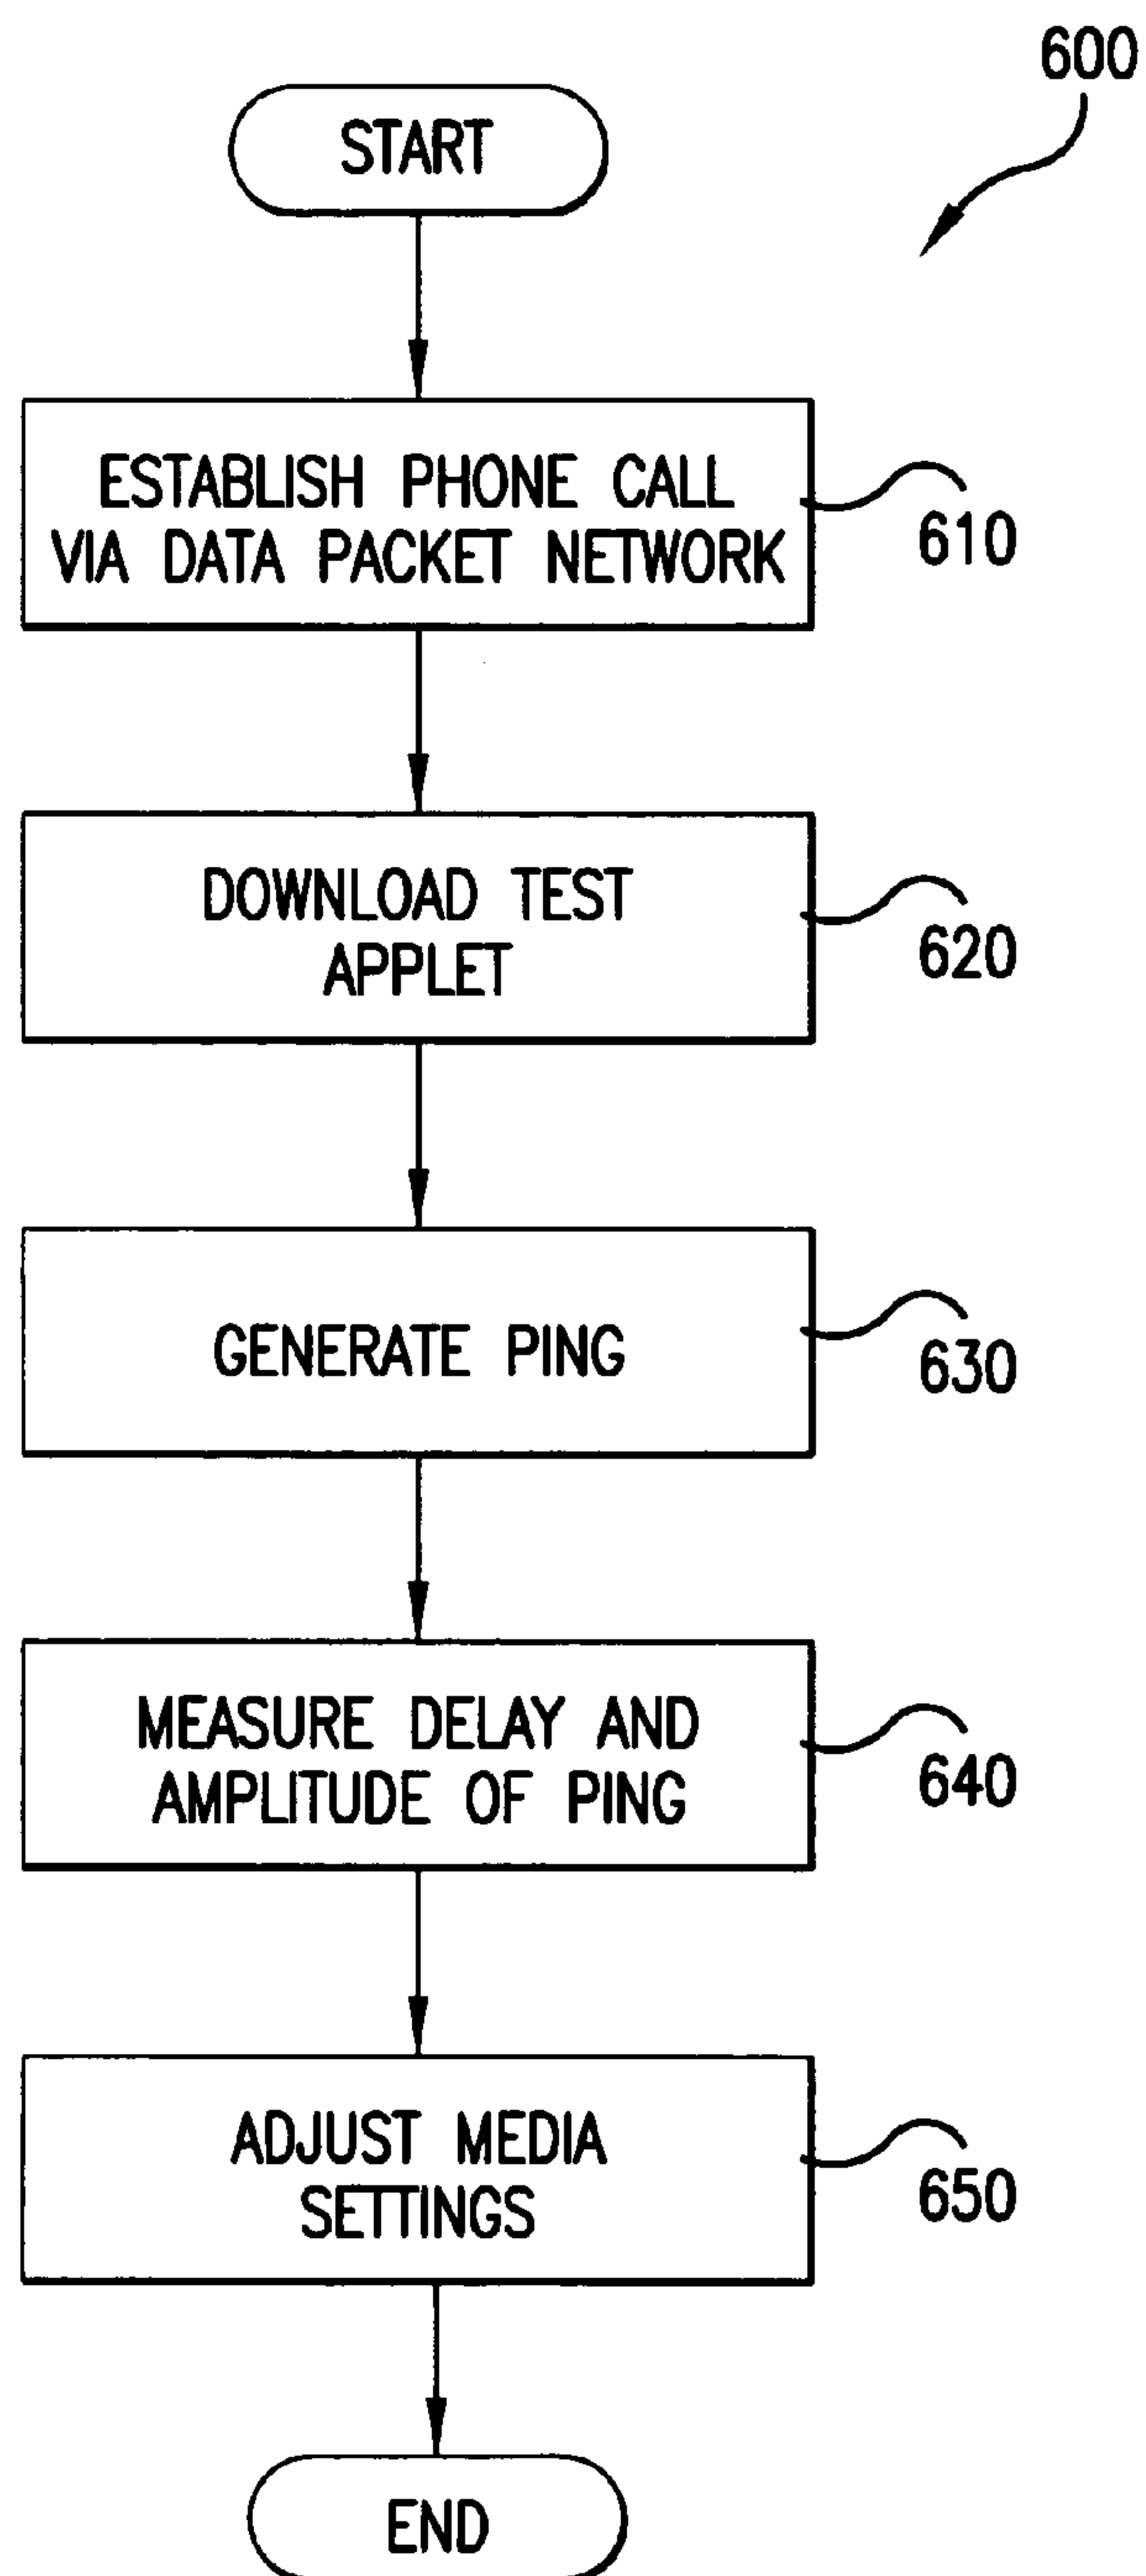 600
START
ESTABLISH PHONE CALL
VIA DATA PACKET NETWORK
610
DOWNLOAD TEST
APPLET
620
GENERATE PING
630
MEASURE DELAY AND
AMPLITUDE OF PING
640
ADJUST MEDIA
SETTINGS
650
END